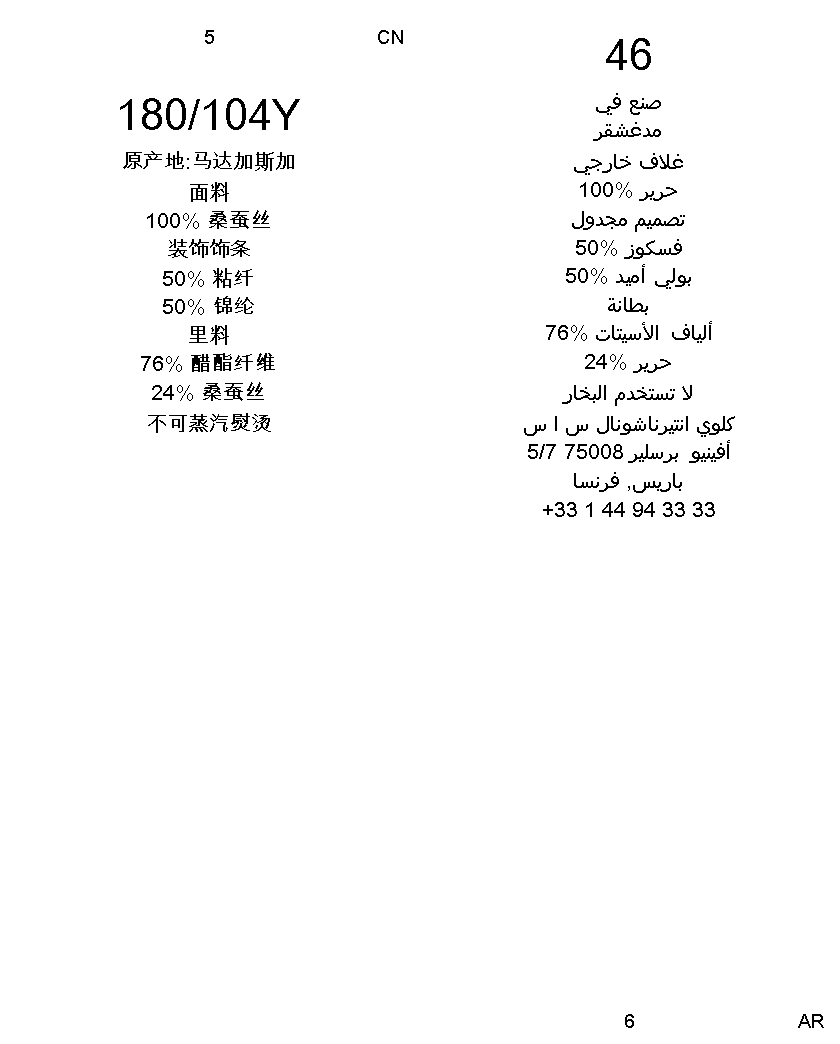 5
CN
180/104Y
原产地:马达加斯加
面料
100% 桑蚕丝
装饰饰条
50% 粘纤
50% 锦纶
里料
76% 醋酯纤维
24% 桑蚕丝
不可蒸汽熨烫
46
صنع في
مدغشقر
غلاف خارجي
100% حرير
تصميم مجدول
50% فسكوز
50% بولي أميد
بطانة
76% ألياف الأسيتات
24% حرير
لا تستخدم البخار
كلوي انتيرناشونال س ا س
5/7 75008 أفينيو برسلير
باريس, فرنسا
+33 1 44 94 33 33
6
AR